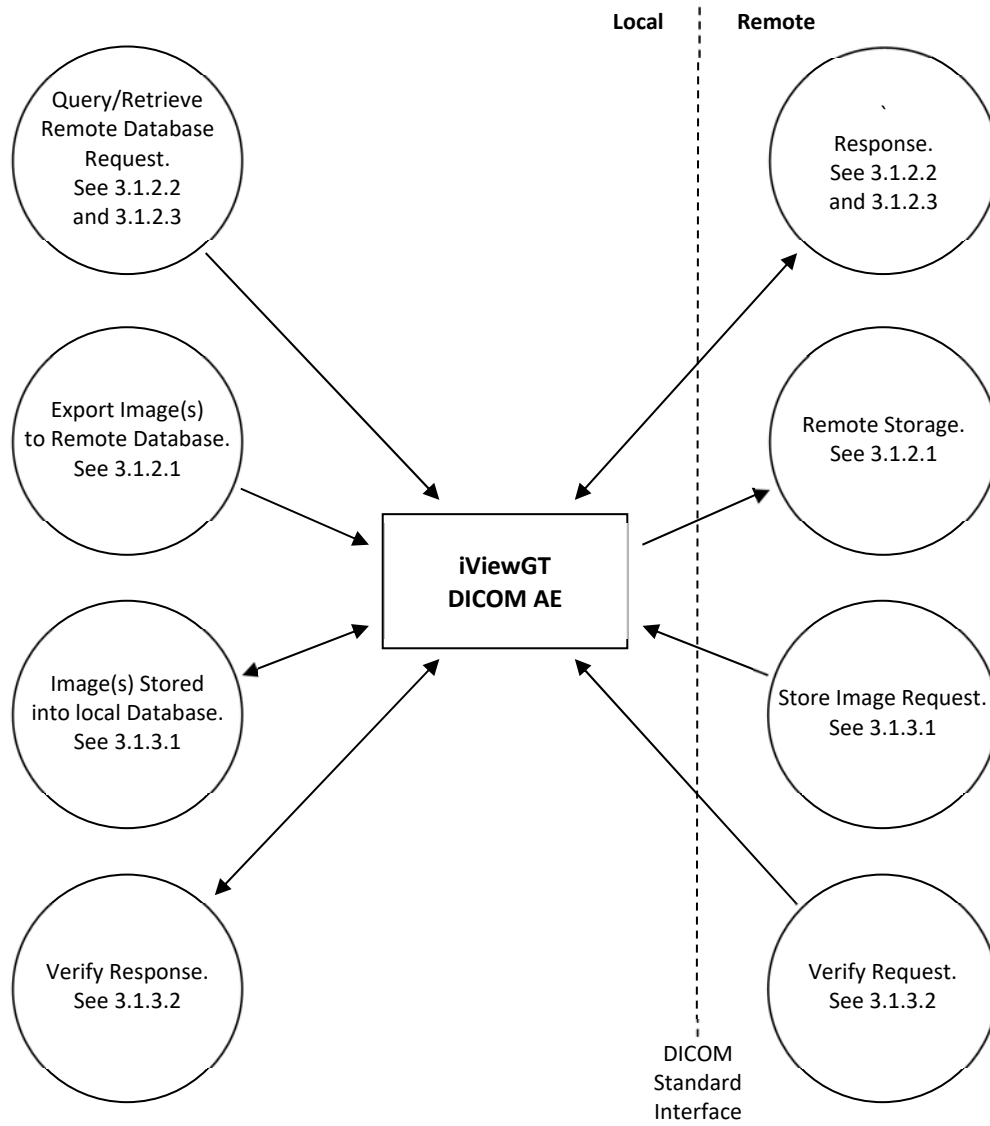 Local
Remote
Query/Retrieve
Remote Database
Request.
See 3.1.2.2
and 3.1.2.3
`
Response.
See 3.1.2.2
and 3.1.2.3
Export Image(s)
to Remote Database.
See 3.1.2.1
Remote Storage.
See 3.1.2.1
iViewGT
DICOM AE
Image(s) Stored
into local Database.
See 3.1.3.1
Store Image Request.
See 3.1.3.1
Verify Response.
See 3.1.3.2
Verify Request.
See 3.1.3.2
DICOM
Standard
Interface